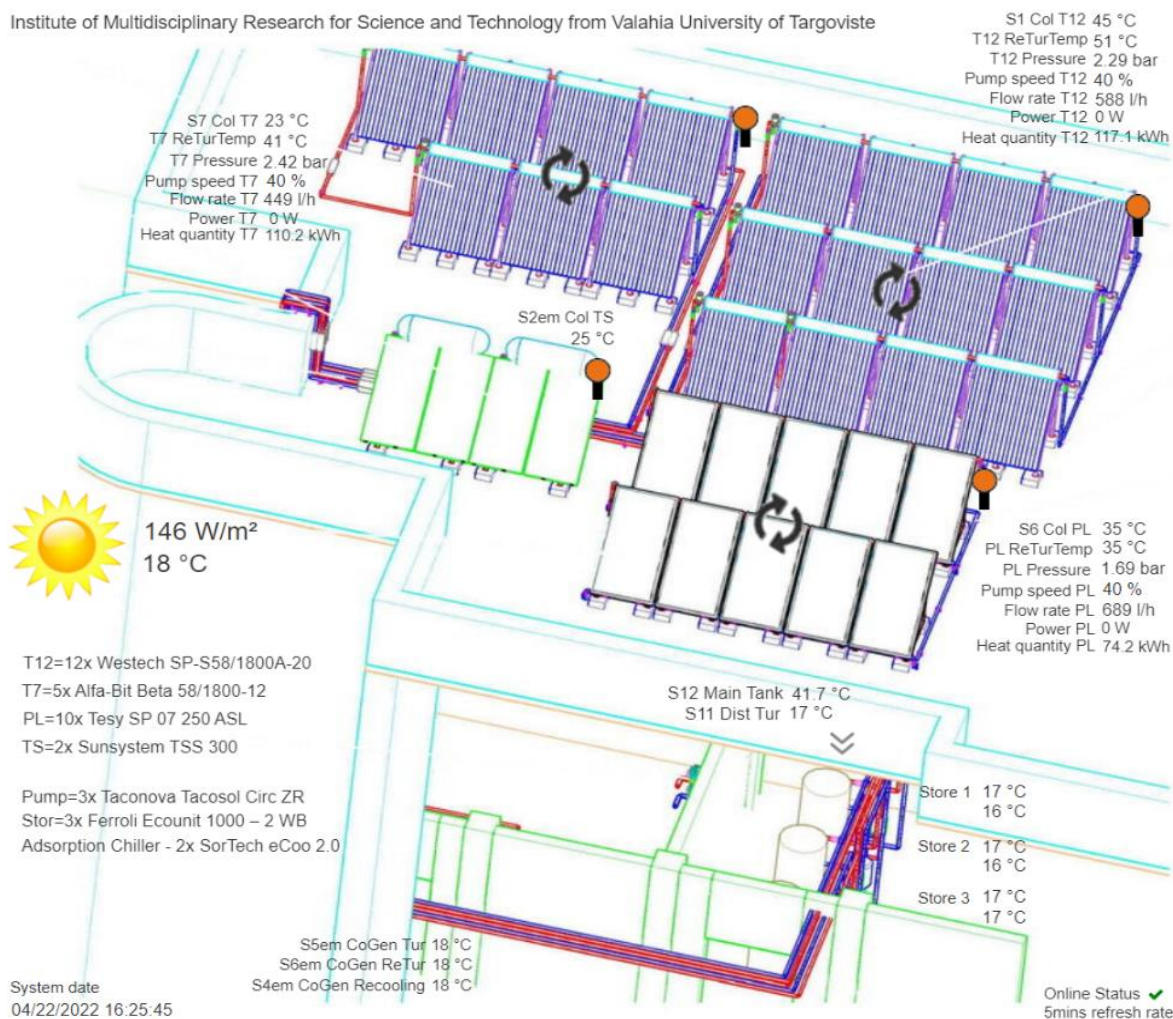 Institute of Multidisciplinary Research for Science and Technology from Valahia University of Targoviste
S1 Col T12 45 °C
T12 ReTurTemp 51 °C
T12 Pressure 2.29 bar
Pump speed T12 40 %
Flow rate T12 588 l/h
Power T12 0 W
Heat quantity T12 117.1 kWh
S7 Col T7 23 °C
T7 ReTurTemp 41 °C
T7 Pressure 2.42 bar
Pump speed T7 40 %
Flow rate T7 449 l/h
Power T7 0 W
Heat quantity T7 110.2 kWh
S2em Col TS
25 °C
146 W/m²
18 °C
S6 Col PL 35 °C
PL ReTurTemp 35 °C
PL Pressure 1.69 bar
Pump speed PL 40 %
Flow rate PL 689 l/h
Power PL 0 W
Heat quantity PL 74.2 kWh
T12=12x Westech SP-S58/1800A-20
T7=5x Alfa-Bit Beta 58/1800-12
PL=10x Tesy SP 07 250 ASL
TS=2x Sunsystem TSS 300
Pump=3x Taconova Tacosol Circ ZR
Stor=3x Ferroli Ecounit 1000 – 2 WB
Adsorption Chiller - 2x SorTech eCoo 2.0
S12 Main Tank 41.7 °C
S11 Dist Tur 17 °C
Store 1 17 °C
16 °C
Store 2 17 °C
16 °C
Store 3 17 °C
17 °C
S5em CoGen Tur 18 °C
S6em CoGen ReTur 18 °C
S4em CoGen Recooling 18 °C
System date
04/22/2022 16:25:45
Online Status ✔
5mins refresh rate